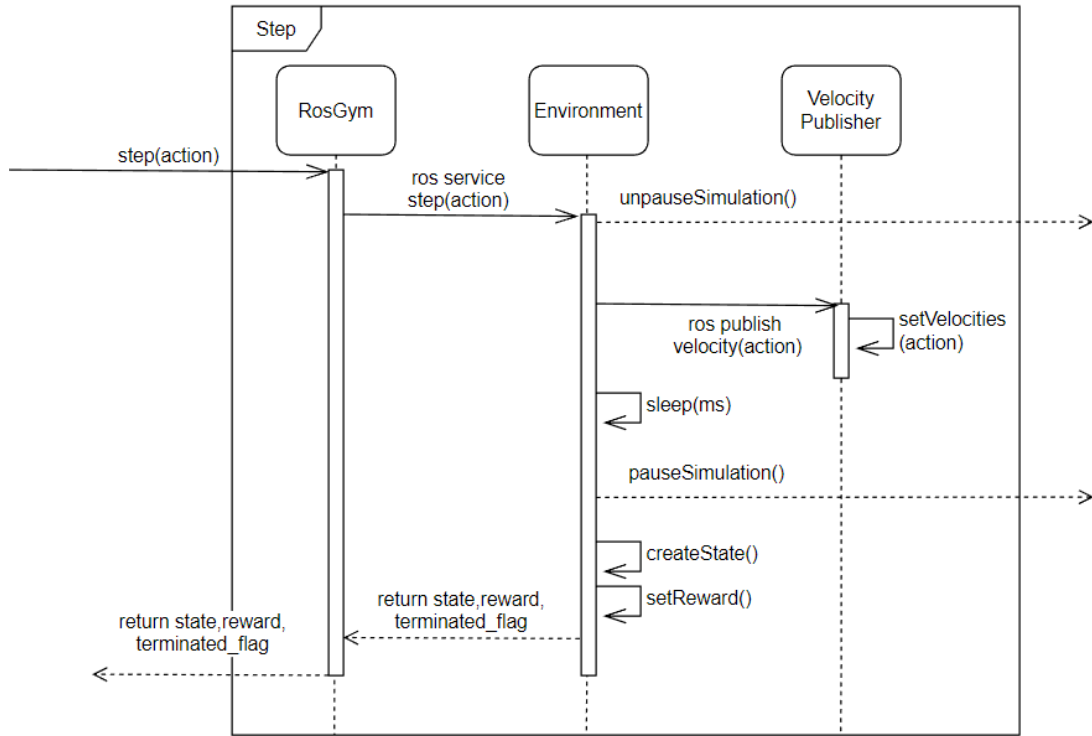 Step
RosGym
Environment
Velocity
Publisher
step(action)
ros service
step(action)
unpauseSimulation()
ros publish
velocity(action)
setVelocities
(action)
sleep(ms)
pauseSimulation()
createState()
setReward()
return state,reward,
terminated_flag
return state,reward,
terminated_flag